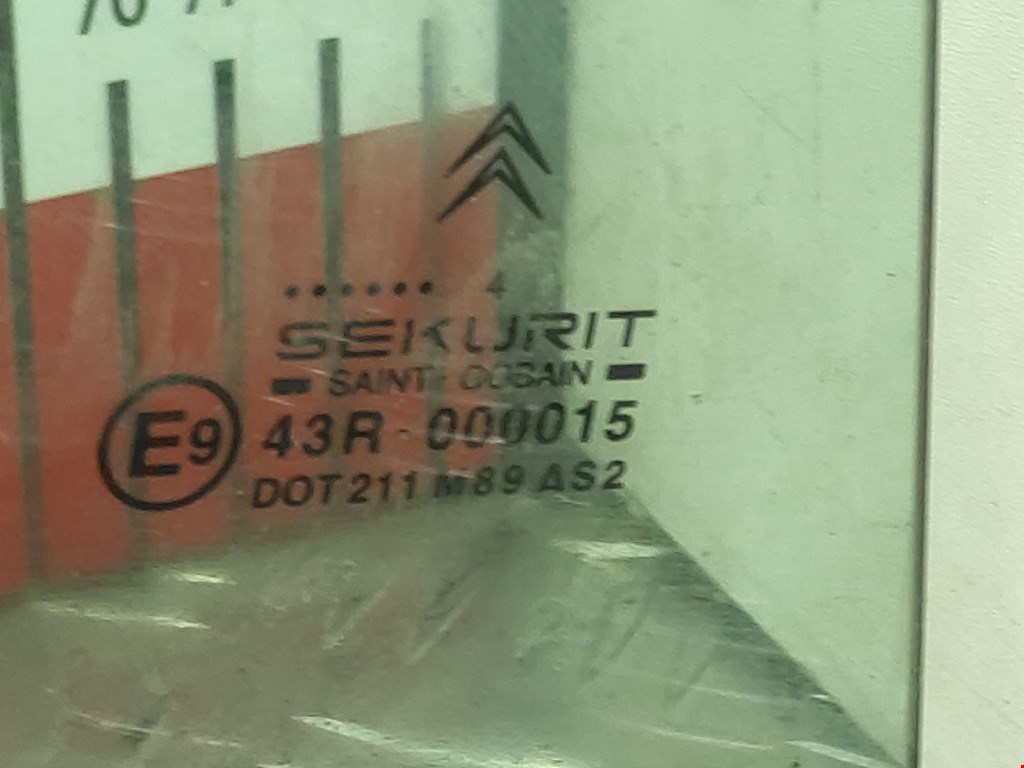 ...... 4
SEKURIT
SAINT-GOBAIN
E9 43R-000015
DOT 211 M89 AS2